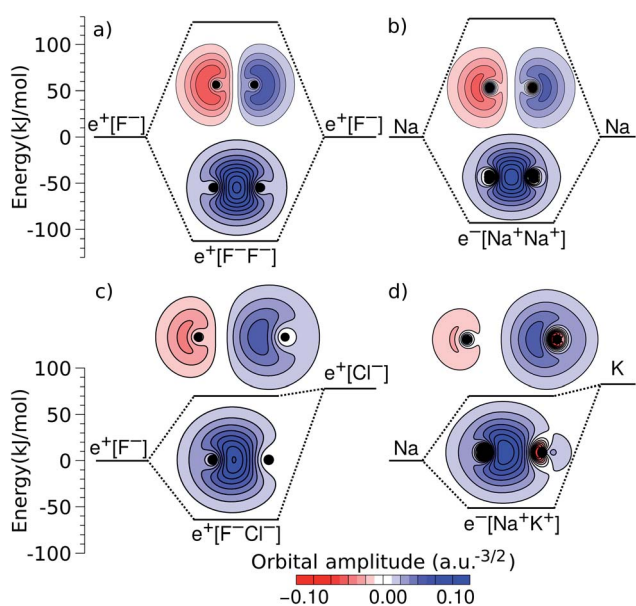 a)
b)
Energy(kJ/mol)
100
50
0
−50
−100
e⁺[F⁻]
e⁺[F⁻]
e⁺[F⁻F⁻]
Na
Na
e⁻[Na⁺Na⁺]
c)
d)
Energy(kJ/mol)
100
50
0
−50
−100
e⁺[F⁻]
e⁺[Cl⁻]
e⁺[F⁻Cl⁻]
Na
K
e⁻[Na⁺K⁺]
Orbital amplitude (a.u.⁻³/²)
−0.10 0.00 0.10